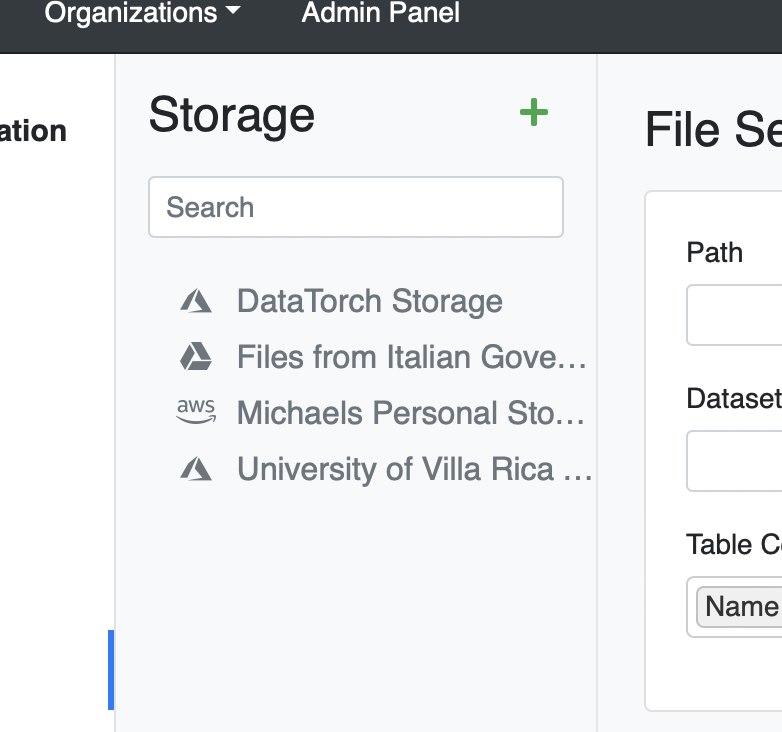 Organizations Admin Panel
ation
Storage
Search
DataTorch Storage
Files from Italian Gove...
aws Michaels Personal Sto...
University of Villa Rica ...
File Se
Path
Dataset
Table C
Name